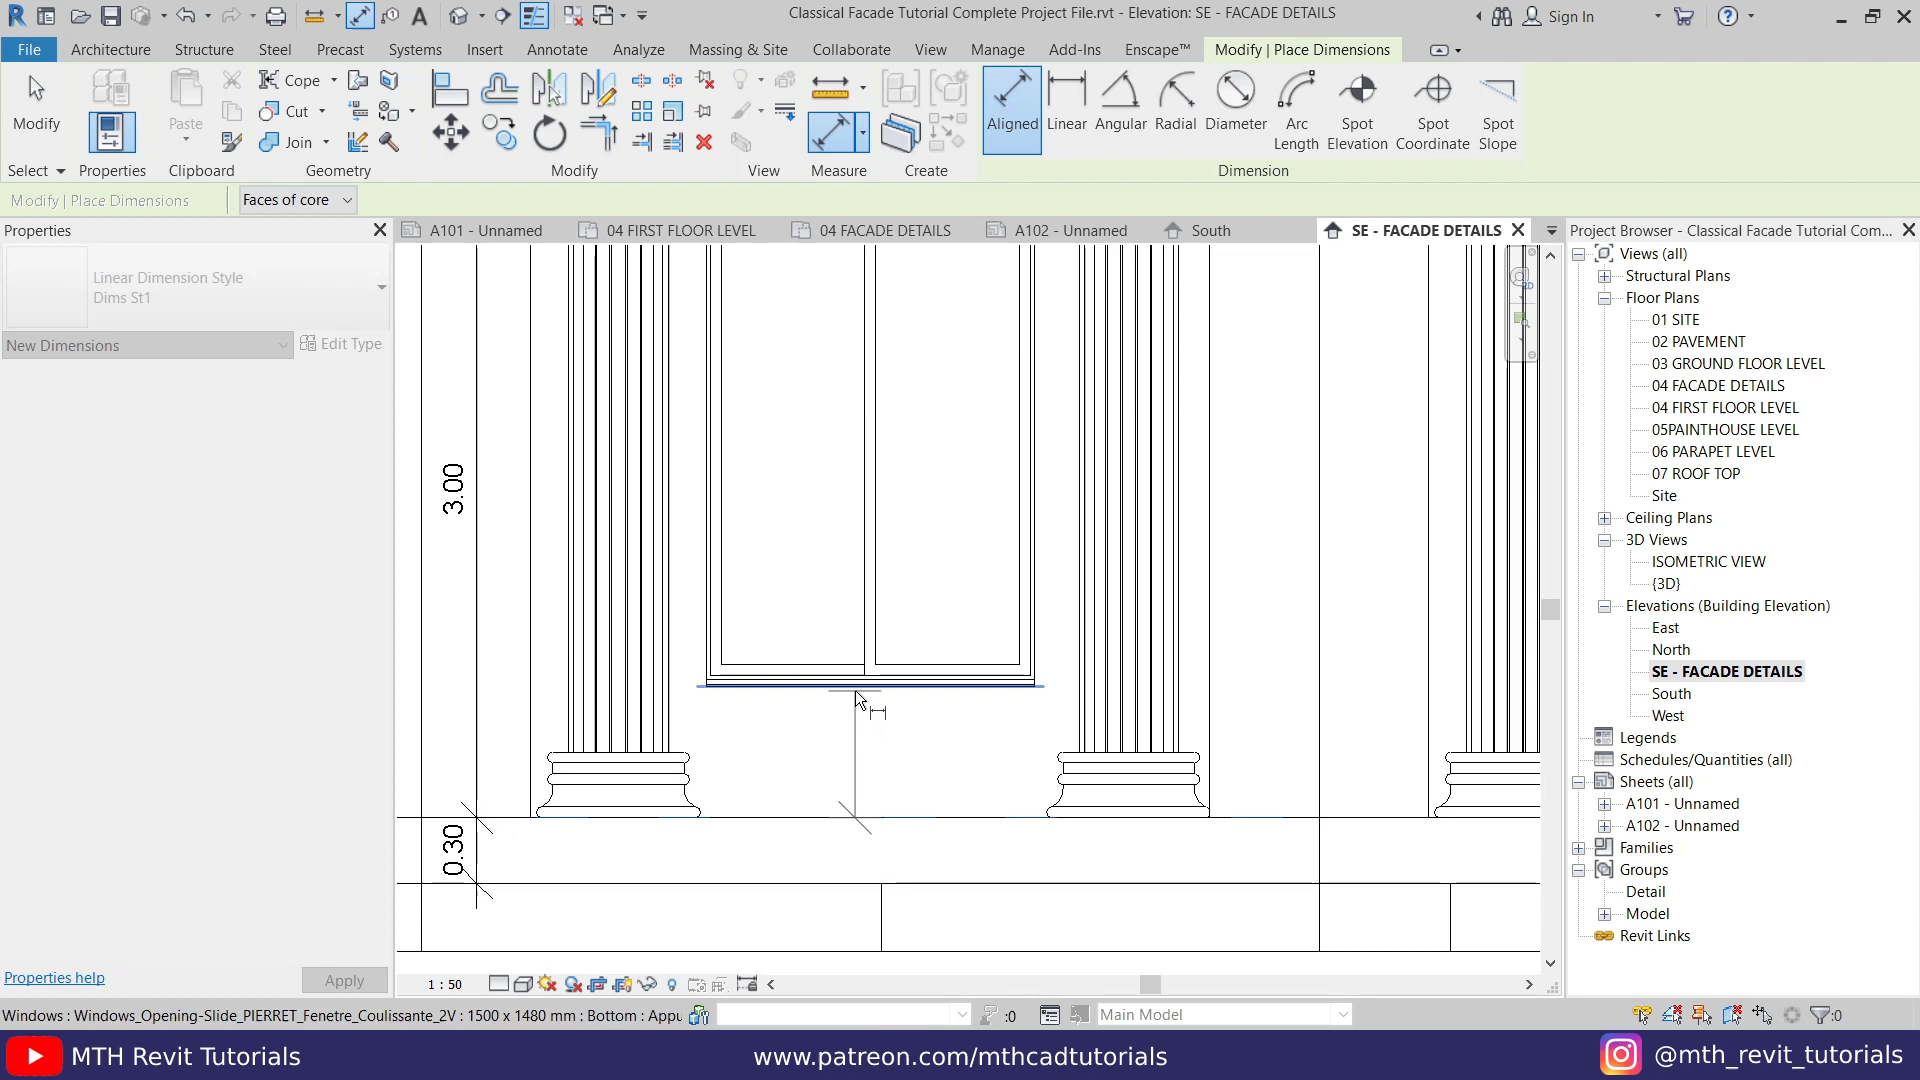 Classical Facade Tutorial Complete Project File.rvt - Elevation: SE - FACADE DETAILS
Sign In
File
Architecture
Structure
Steel
Precast
Systems
Insert
Annotate
Analyze
Massing & Site
Collaborate
View
Manage
Add-Ins
Enscape™
Modify | Place Dimensions
Modify
Paste
Cope
Cut
Join
Aligned
Linear
Angular
Radial
Diameter
Arc
Length
Spot
Elevation
Spot
Coordinate
Spot
Slope
Select
Properties
Clipboard
Geometry
Modify
View
Measure
Create
Dimension
Modify | Place Dimensions
Faces of core
Properties
Linear Dimension Style
Dims St1
New Dimensions
Edit Type
Properties help
Apply
A101 - Unnamed
04 FIRST FLOOR LEVEL
04 FACADE DETAILS
A102 - Unnamed
South
SE - FACADE DETAILS
3.00
0.30
1 : 50
Project Browser - Classical Facade Tutorial Com...
Views (all)
Structural Plans
Floor Plans
01 SITE
02 PAVEMENT
03 GROUND FLOOR LEVEL
04 FACADE DETAILS
04 FIRST FLOOR LEVEL
05PAINTHOUSE LEVEL
06 PARAPET LEVEL
07 ROOF TOP
Site
Ceiling Plans
3D Views
ISOMETRIC VIEW
{3D}
Elevations (Building Elevation)
East
North
SE - FACADE DETAILS
South
West
Legends
Schedules/Quantities (all)
Sheets (all)
A101 - Unnamed
A102 - Unnamed
Families
Groups
Detail
Model
Revit Links
Windows : Windows_Opening-Slide_PIERRET_Fenetre_Coulissante_2V : 1500 x 1480 mm : Bottom : Appu
:0
Main Model
:0
MTH Revit Tutorials
www.patreon.com/mthcadtutorials
@mth_revit_tutorials